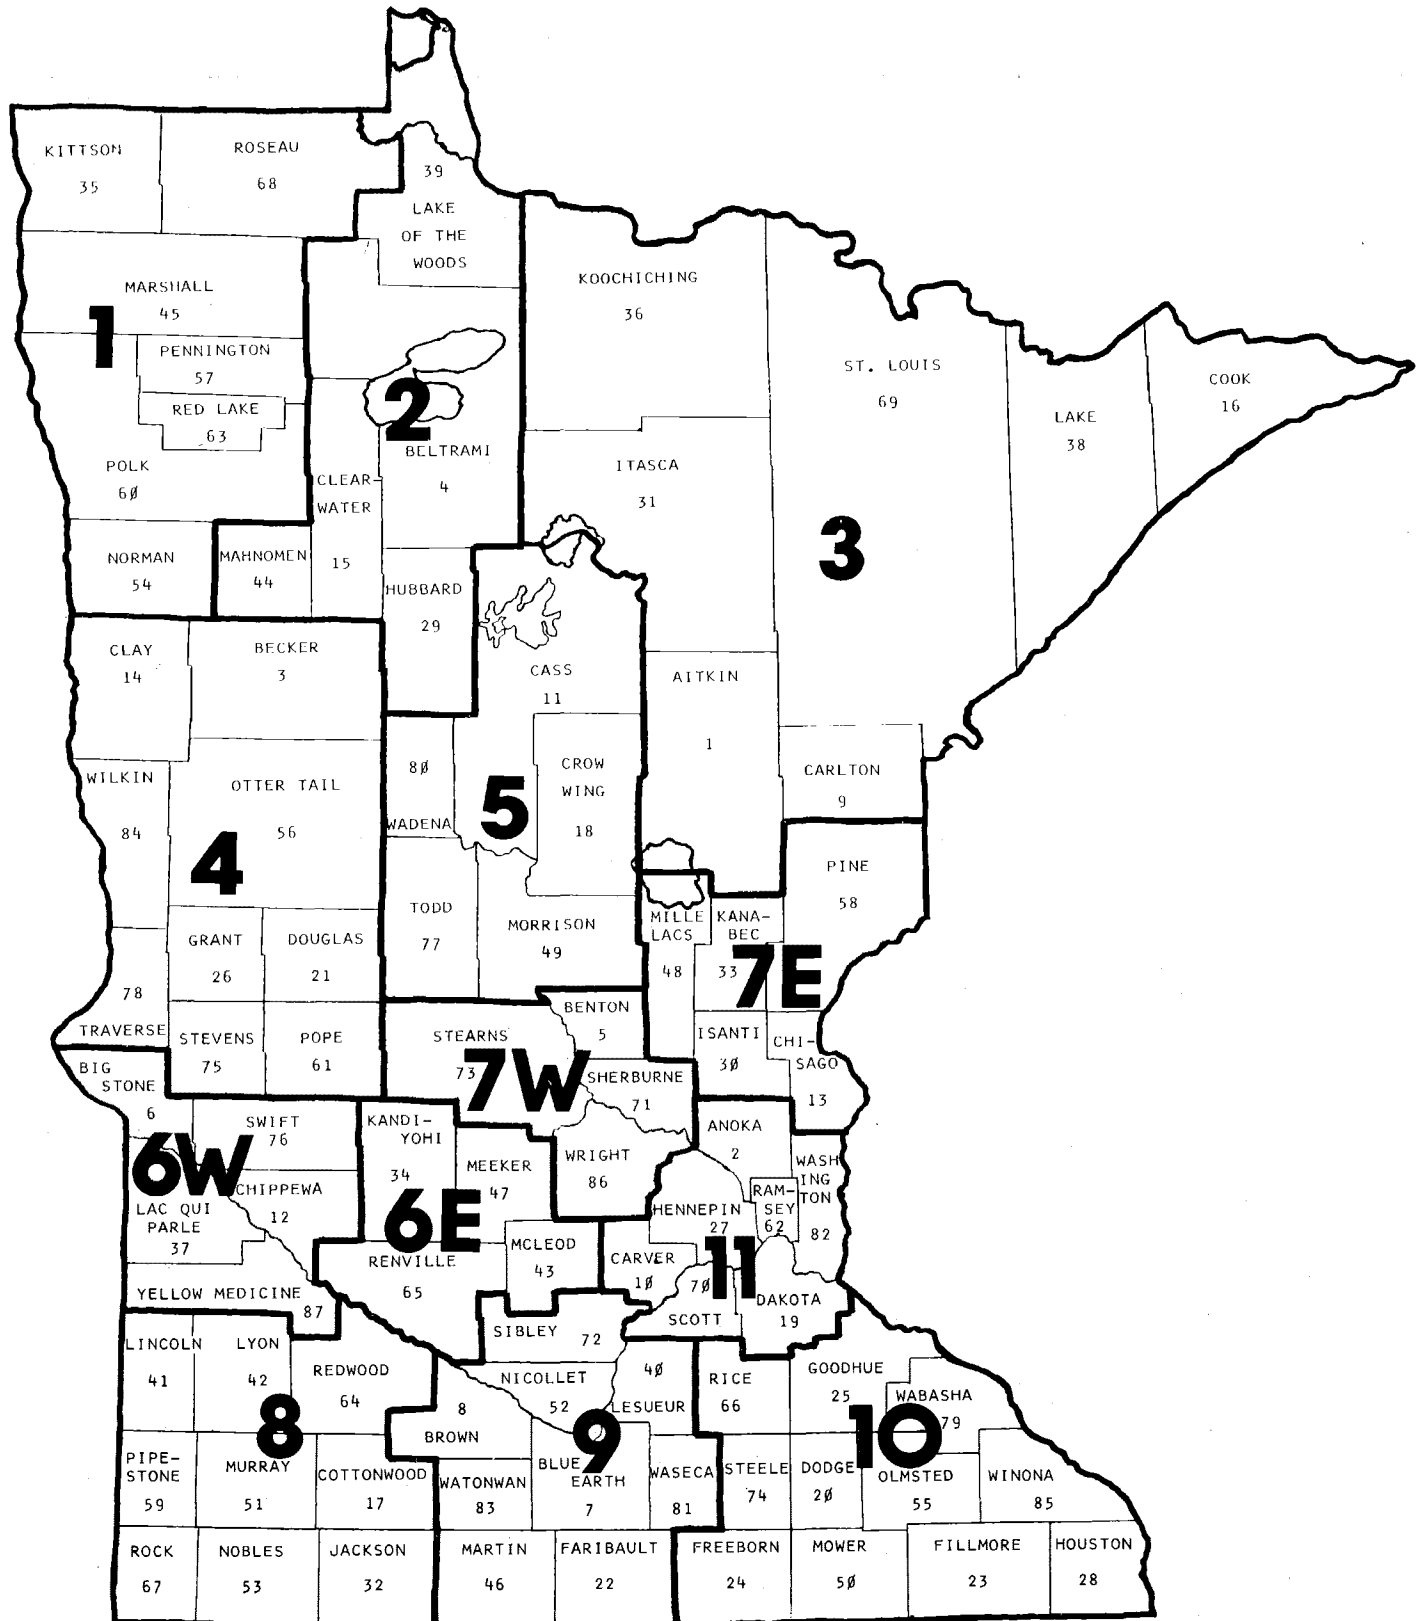 KITTSON
35
ROSEAU
68
39
LAKE
OF THE
WOODS
MARSHALL
45
1
PENNINGTON
57
RED LAKE
63
POLK
6Ø
NORMAN
54
MAHNOMEN
44
2
BELTRAMI
4
CLEAR-
WATER
15
HUBBARD
29
KOOCHICHING
36
ITASCA
31
ST. LOUIS
69
LAKE
38
COOK
16
3
AITKIN
1
CARLTON
9
CLAY
14
BECKER
3
WILKIN
84
OTTER TAIL
56
4
GRANT
26
DOUGLAS
21
78
TRAVERSE
STEVENS
75
POPE
61
CASS
11
8Ø
WADENA
5
CROW
WING
18
TODD
77
MORRISON
49
PINE
58
MILLE
LACS
48
KANA-
BEC
33
7E
ISANTI
3Ø
CHI-
SAGO
13
BENTON
5
STEARNS
73
7W
SHERBURNE
71
WRIGHT
86
BIG
STONE
6
SWIFT
76
6W
CHIPPEWA
12
LAC QUI
PARLE
37
YELLOW MEDICINE
87
KANDI-
YOHI
34
MEEKER
47
6E
MCLEOD
43
RENVILLE
65
ANOKA
2
WASH
ING
TON
82
RAM-
SEY
62
HENNEPIN
27
CARVER
1Ø
11
7Ø
SCOTT
DAKOTA
19
LINCOLN
41
LYON
42
REDWOOD
64
8
PIPE-
STONE
59
MURRAY
51
COTTONWOOD
17
ROCK
67
NOBLES
53
JACKSON
32
SIBLEY
72
NICOLLET
52
4Ø
LESUEUR
8
BROWN
9
BLUE
EARTH
7
WATONWAN
83
WASECA
81
MARTIN
46
FARIBAULT
22
RICE
66
GOODHUE
25
WABASHA
79
10
STEELE
74
DODGE
2Ø
OLMSTED
55
WINONA
85
FREEBORN
24
MOWER
5Ø
FILLMORE
23
HOUSTON
28